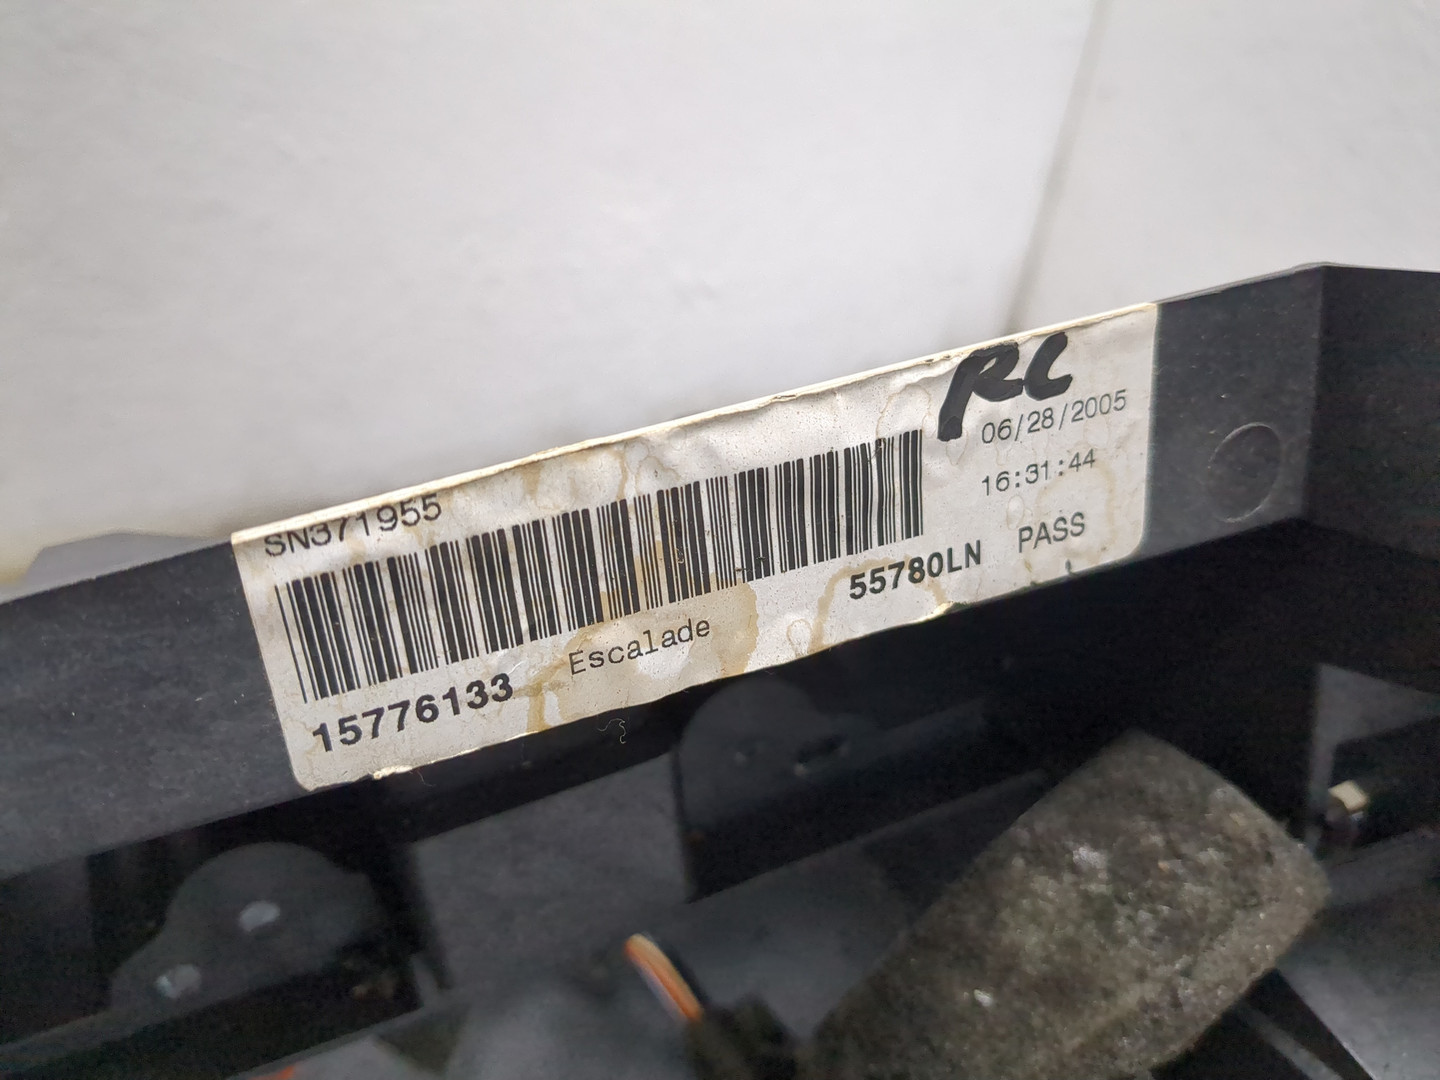 RC
SN371955
06/28/2005
16:31:44
15776133
Escalade
55780LN
PASS